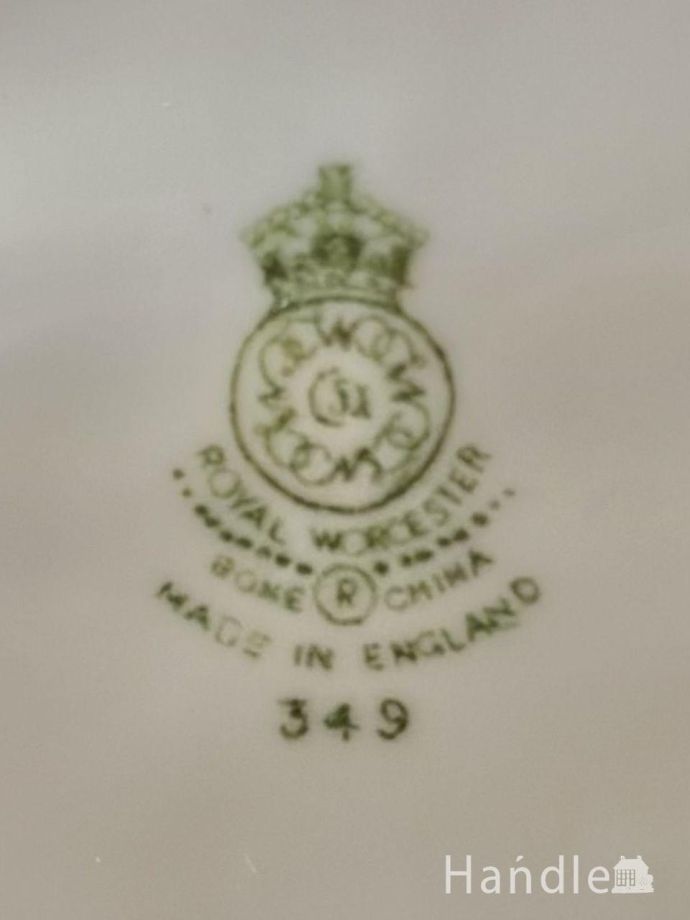 ROYAL WORCESTER
BONE ® CHINA
MADE IN ENGLAND
349
Handle